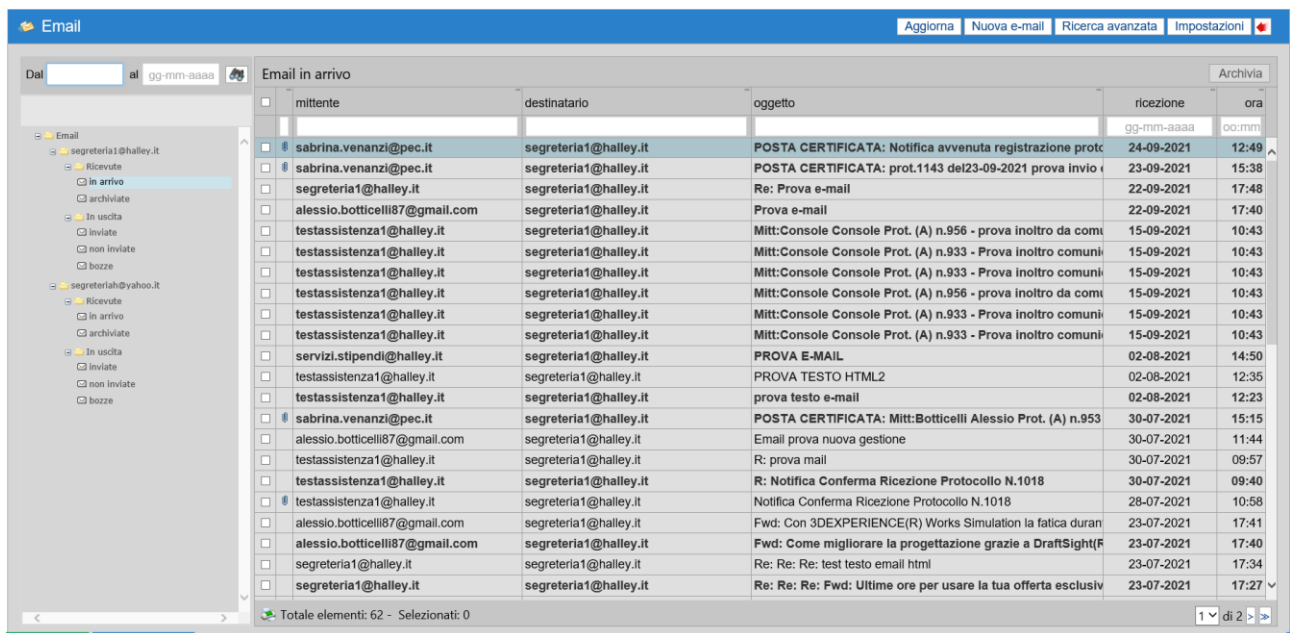 Email
Aggiorna Nuova e-mail Ricerca avanzata Impostazioni
Dal al gg-mm-aaaa
Email in arrivo Archivia
mittente destinatario oggetto ricezione ora
gg-mm-aaaa oo:mm
Email
segreteria1@halley.it
Ricevute
in arrivo
archiviate
In uscita
inviate
non inviate
bozze
segreteriah@yahoo.it
Ricevute
in arrivo
archiviate
In uscita
inviate
non inviate
bozze
sabrina.venanzi@pec.it segreteria1@halley.it POSTA CERTIFICATA: Notifica avvenuta registrazione proto 24-09-2021 12:49
sabrina.venanzi@pec.it segreteria1@halley.it POSTA CERTIFICATA: prot.1143 del23-09-2021 prova invio 23-09-2021 15:38
segreteria1@halley.it segreteria1@halley.it Re: Prova e-mail 22-09-2021 17:48
alessio.botticelli87@gmail.com segreteria1@halley.it Prova e-mail 22-09-2021 17:40
testassistenza1@halley.it segreteria1@halley.it Mitt:Console Console Prot. (A) n.956 - prova inoltro da comu 15-09-2021 10:43
testassistenza1@halley.it segreteria1@halley.it Mitt:Console Console Prot. (A) n.933 - Prova inoltro comuni 15-09-2021 10:43
testassistenza1@halley.it segreteria1@halley.it Mitt:Console Console Prot. (A) n.933 - Prova inoltro comuni 15-09-2021 10:43
testassistenza1@halley.it segreteria1@halley.it Mitt:Console Console Prot. (A) n.956 - prova inoltro da comu 15-09-2021 10:43
testassistenza1@halley.it segreteria1@halley.it Mitt:Console Console Prot. (A) n.933 - Prova inoltro comuni 15-09-2021 10:43
testassistenza1@halley.it segreteria1@halley.it Mitt:Console Console Prot. (A) n.933 - Prova inoltro comuni 15-09-2021 10:43
servizi.stipendi@halley.it segreteria1@halley.it PROVA E-MAIL 02-08-2021 14:50
testassistenza1@halley.it segreteria1@halley.it PROVA TESTO HTML2 02-08-2021 12:35
testassistenza1@halley.it segreteria1@halley.it prova testo e-mail 02-08-2021 12:23
sabrina.venanzi@pec.it segreteria1@halley.it POSTA CERTIFICATA: Mitt:Botticelli Alessio Prot. (A) n.953 30-07-2021 15:15
alessio.botticelli87@gmail.com segreteria1@halley.it Email prova nuova gestione 30-07-2021 11:44
testassistenza1@halley.it segreteria1@halley.it R: prova mail 30-07-2021 09:57
testassistenza1@halley.it segreteria1@halley.it R: Notifica Conferma Ricezione Protocollo N.1018 30-07-2021 09:40
testassistenza1@halley.it segreteria1@halley.it Notifica Conferma Ricezione Protocollo N.1018 28-07-2021 10:58
alessio.botticelli87@gmail.com segreteria1@halley.it Fwd: Con 3DEXPERIENCE(R) Works Simulation la fatica duran 23-07-2021 17:41
alessio.botticelli87@gmail.com segreteria1@halley.it Fwd: Come migliorare la progettazione grazie a DraftSight(R 23-07-2021 17:40
segreteria1@halley.it segreteria1@halley.it Re: Re: Re: test testo email html 23-07-2021 17:34
segreteria1@halley.it segreteria1@halley.it Re: Re: Re: Fwd: Ultime ore per usare la tua offerta esclusiv 23-07-2021 17:27
Totale elementi: 62 - Selezionati: 0 1 di 2 > ≫